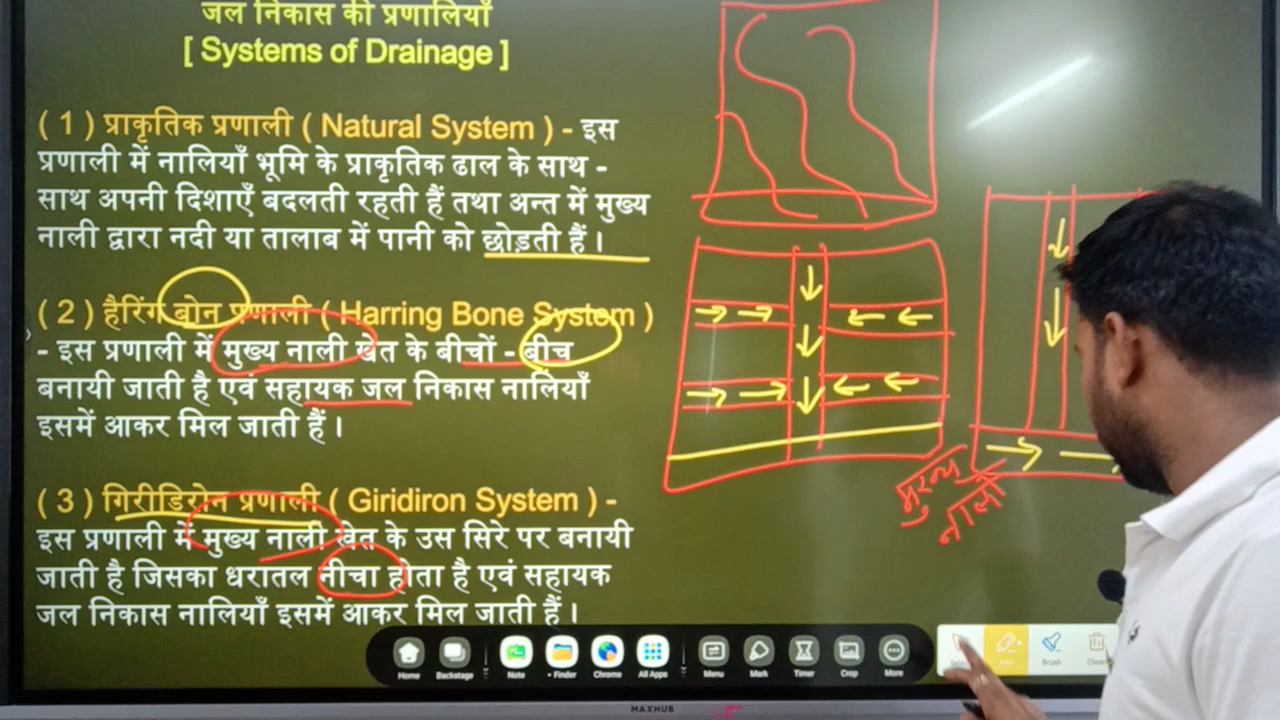 जल निकास की प्रणालियाँ
[ Systems of Drainage ]
( 1 ) प्राकृतिक प्रणाली ( Natural System ) - इस
प्रणाली में नालियाँ भूमि के प्राकृतिक ढाल के साथ -
साथ अपनी दिशाएँ बदलती रहती हैं तथा अन्त में मुख्य
नाली द्वारा नदी या तालाब में पानी को छोड़ती हैं ।
( 2 ) हैरिंग बोन प्रणाली ( Harring Bone System )
- इस प्रणाली में मुख्य नाली खेत के बीचों - बीच
बनायी जाती है एवं सहायक जल निकास नालियाँ
इसमें आकर मिल जाती हैं ।
( 3 ) गिरीडिरोन प्रणाली ( Giridiron System ) -
इस प्रणाली में मुख्य नाली खेत के उस सिरे पर बनायी
जाती है जिसका धरातल नीचा होता है एवं सहायक
जल निकास नालियाँ इसमें आकर मिल जाती हैं ।
मुख्य
नाली
Home
Backstage
Note
Finder
Chrome
All Apps
Menu
Mark
Timer
Crop
More
Brush
MAXHUB